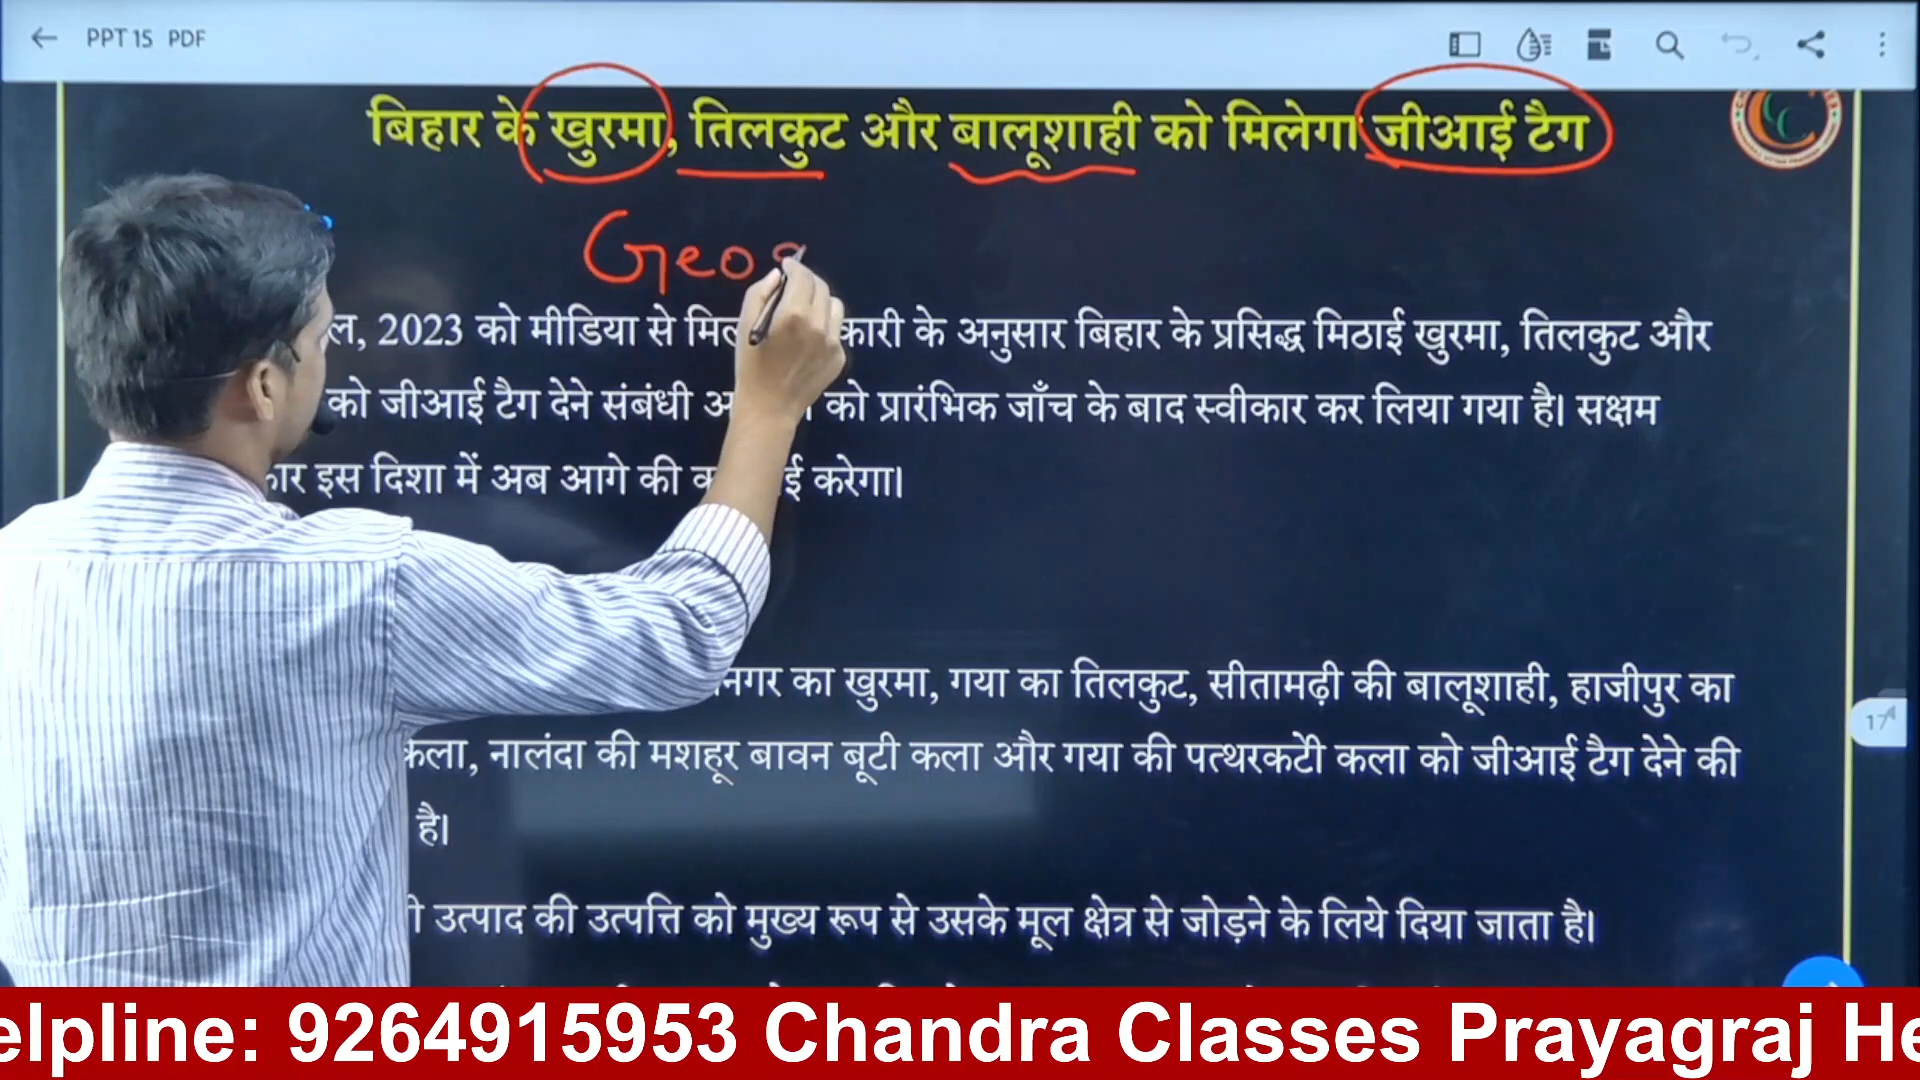 PPT 15 PDF
बिहार के खुरमा, तिलकुट और बालूशाही को मिलेगा जीआई टैग
Geog
2023 को मीडिया से के अनुसार बिहार के प्रसिद्ध मिठाई खुरमा, तिलकुट और
को जीआई टैग देने संबंधी को प्रारंभिक जाँच के बाद स्वीकार कर लिया गया है। सक्षम
इस दिशा में अब आगे की करेगा।
का खुरमा, गया का तिलकुट, सीतामढ़ी की बालूशाही, हाजीपुर का
कला, नालंदा की मशहूर बावन बूटी कला और गया की पत्थरकटी कला को जीआई टैग देने की
है।
उत्पाद की उत्पत्ति को मुख्य रूप से उसके मूल क्षेत्र से जोड़ने के लिये दिया जाता है।
17
elpline: 9264915953 Chandra Classes Prayagraj He